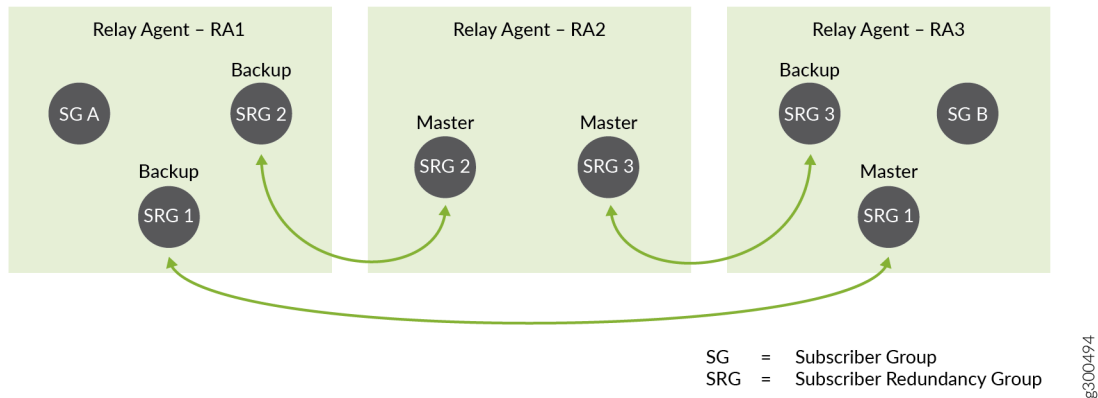 Relay Agent – RA1
Backup
SG A
SRG 2
Backup
SRG 1
Relay Agent – RA2
Master
Master
SRG 2
SRG 3
Relay Agent – RA3
Backup
SRG 3
SG B
Master
SRG 1
SG = Subscriber Group
SRG = Subscriber Redundancy Group
g300494